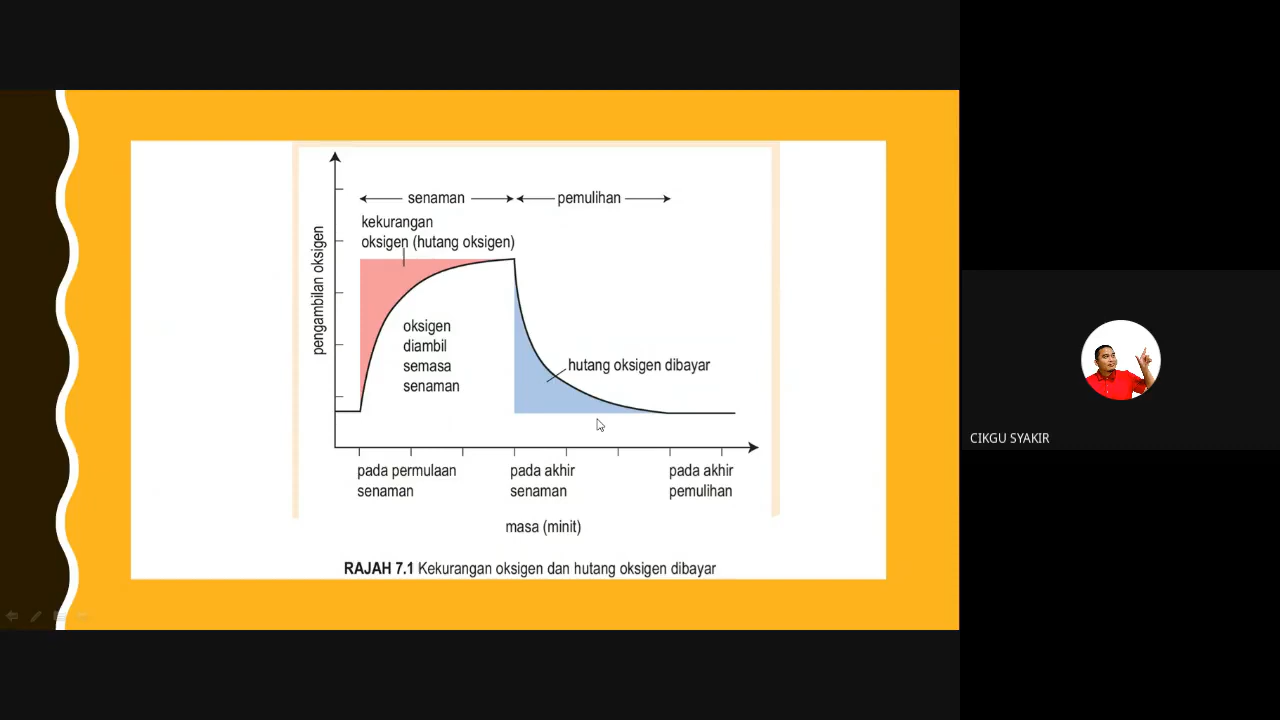 senaman
pemulihan
kekurangan
oksigen (hutang oksigen)
pengambilan oksigen
oksigen
diambil
semasa
senaman
hutang oksigen dibayar
pada permulaan
senaman
pada akhir
senaman
pada akhir
pemulihan
masa (minit)
RAJAH 7.1 Kekurangan oksigen dan hutang oksigen dibayar
CIKGU SYAKIR